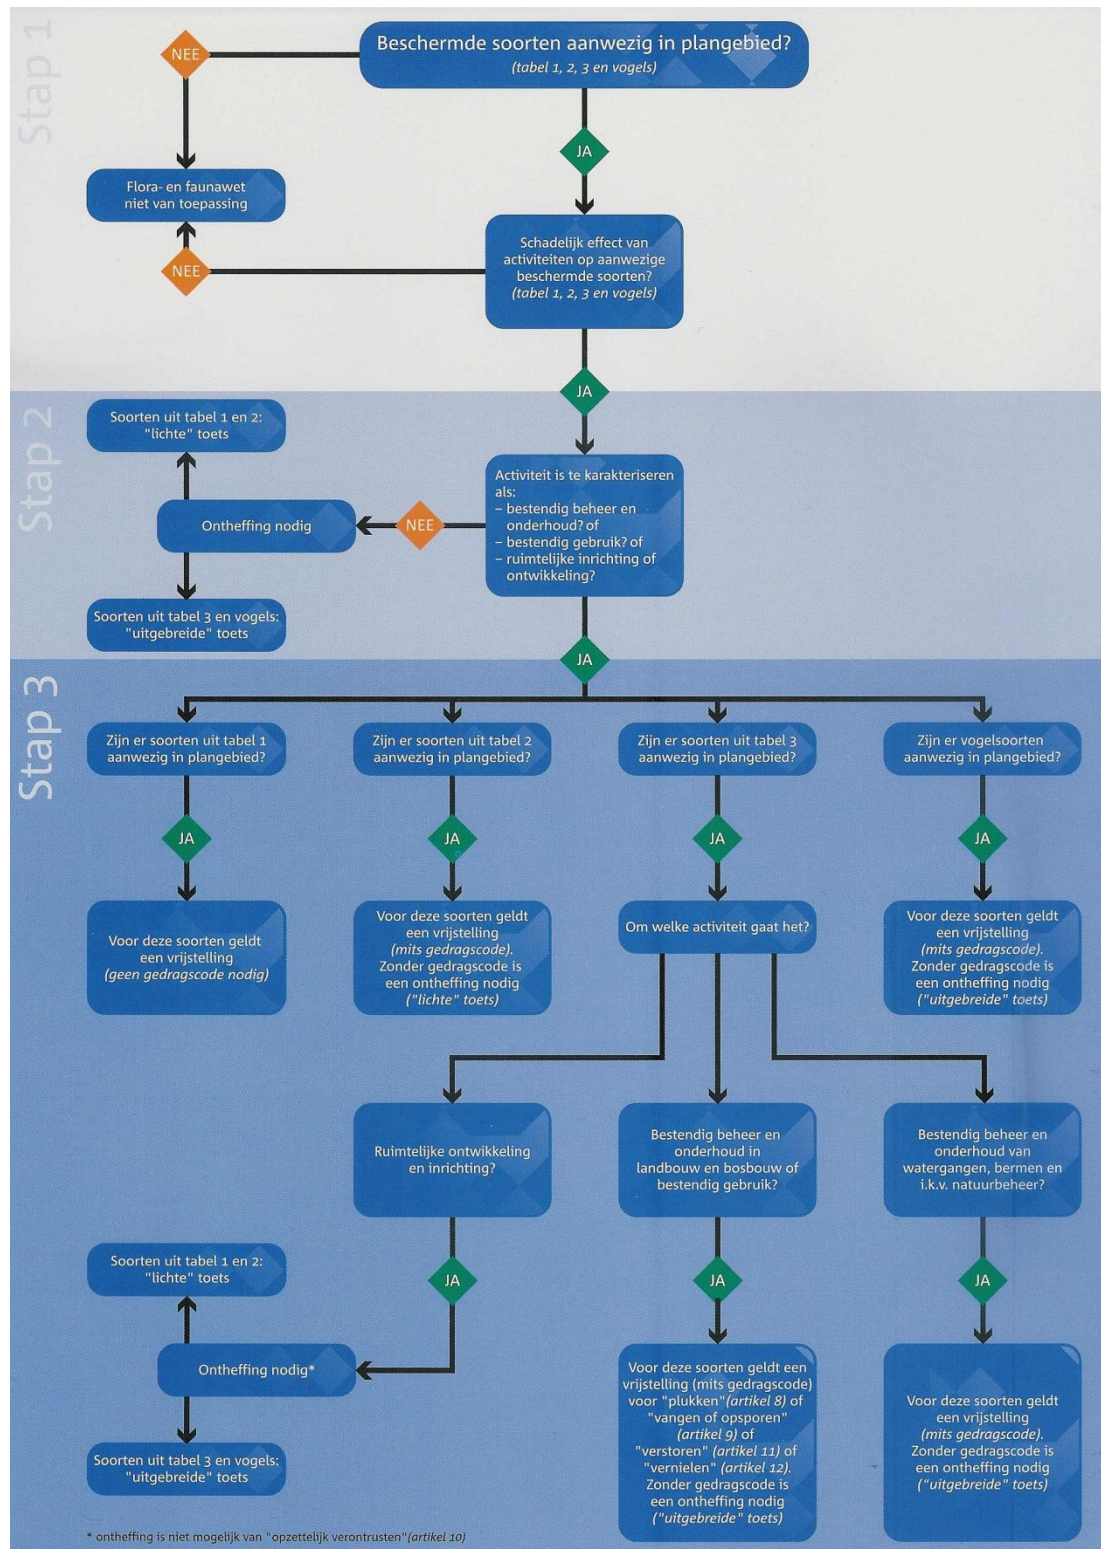 Stap 1
Beschermde soorten aanwezig in plangebied?
(tabel 1, 2, 3 en vogels)
NEE
JA
Flora- en faunawet
niet van toepassing
Schadelijk effect van
activiteiten op aanwezige
beschermde soorten?
(tabel 1, 2, 3 en vogels)
NEE
JA
Stap 2
Soorten uit tabel 1 en 2:
"lichte" toets
Activiteit is te karakteriseren
als:
– bestendig beheer en
onderhoud? of
– bestendig gebruik? of
– ruimtelijke inrichting of
ontwikkeling?
NEE
Ontheffing nodig
Soorten uit tabel 3 en vogels:
"uitgebreide" toets
JA
Stap 3
Zijn er soorten uit tabel 1
aanwezig in plangebied?
Zijn er soorten uit tabel 2
aanwezig in plangebied?
Zijn er soorten uit tabel 3
aanwezig in plangebied?
Zijn er vogelsoorten
aanwezig in plangebied?
JA
JA
JA
JA
Voor deze soorten geldt
een vrijstelling
(geen gedragscode nodig)
Voor deze soorten geldt
een vrijstelling
(mits gedragscode).
Zonder gedragscode is
een ontheffing nodig
("lichte" toets)
Om welke activiteit gaat het?
Voor deze soorten geldt
een vrijstelling
(mits gedragscode).
Zonder gedragscode is
een ontheffing nodig
("uitgebreide" toets)
Ruimtelijke ontwikkeling
en inrichting?
Bestendig beheer en
onderhoud in
landbouw en bosbouw of
bestendig gebruik?
Bestendig beheer en
onderhoud van
watergangen, bermen en
i.k.v. natuurbeheer?
JA
JA
JA
Soorten uit tabel 1 en 2:
"lichte" toets
Ontheffing nodig*
Soorten uit tabel 3 en vogels:
"uitgebreide" toets
Voor deze soorten geldt een
vrijstelling (mits gedragscode)
voor "plukken" (artikel 8) of
"vangen of opsporen"
(artikel 9) of
"verstoren" (artikel 11) of
"vernielen" (artikel 12).
Zonder gedragscode is
een ontheffing nodig
("uitgebreide" toets)
Voor deze soorten geldt
een vrijstelling
(mits gedragscode).
Zonder gedragscode is
een ontheffing nodig
("uitgebreide" toets)
* ontheffing is niet mogelijk van "opzettelijk verontrusten" (artikel 10)